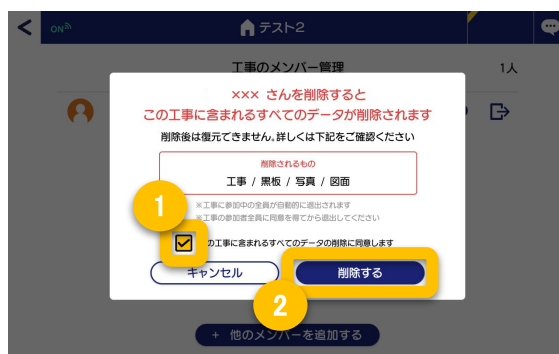 ON
テスト2
工事のメンバー管理
1人
××× さんを削除すると
この工事に含まれるすべてのデータが削除されます
削除後は復元できません。詳しくは下記をご確認ください
削除されるもの
工事 / 黒板 / 写真 / 図面
※工事に参加中の全員が自動的に退出されます
※工事の参加者全員に同意を得てから退出してください
1
の工事に含まれるすべてのデータの削除に同意します
キャンセル
削除する
2
+ 他のメンバーを追加する